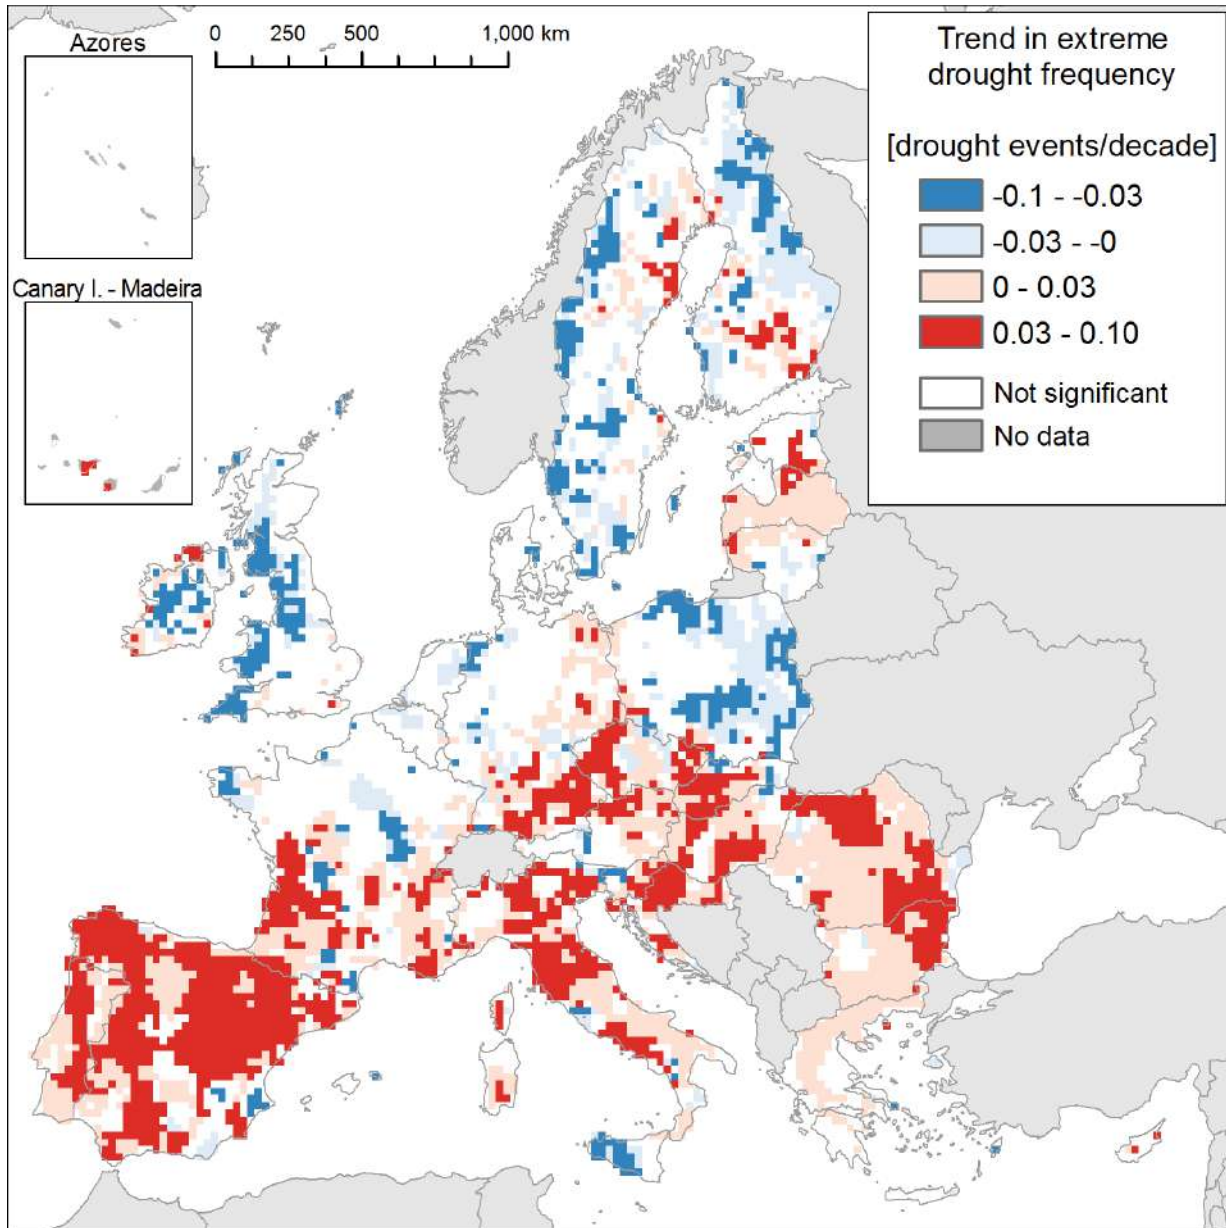 Azores
0 250 500 1,000 km
Canary I. - Madeira
Trend in extreme
drought frequency
[drought events/decade]
-0.1 - -0.03
-0.03 - -0
0 - 0.03
0.03 - 0.10
Not significant
No data